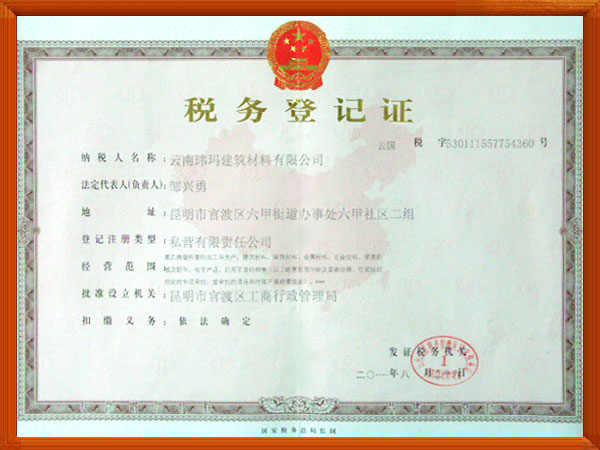 税务登记证
云国 税 字530111557754360 号
纳税人名称：云南玮玛建筑材料有限公司
法定代表人(负责人)：邹兴勇
地 址：昆明市官渡区六甲街道办事处六甲社区二组
登记注册类型：私营有限责任公司
经营范围
批准设立机关：昆明市官渡区工商行政管理局
扣缴义务：依法确定
发证税务机关
二〇一 年 八 月 日
国家税务总局监制